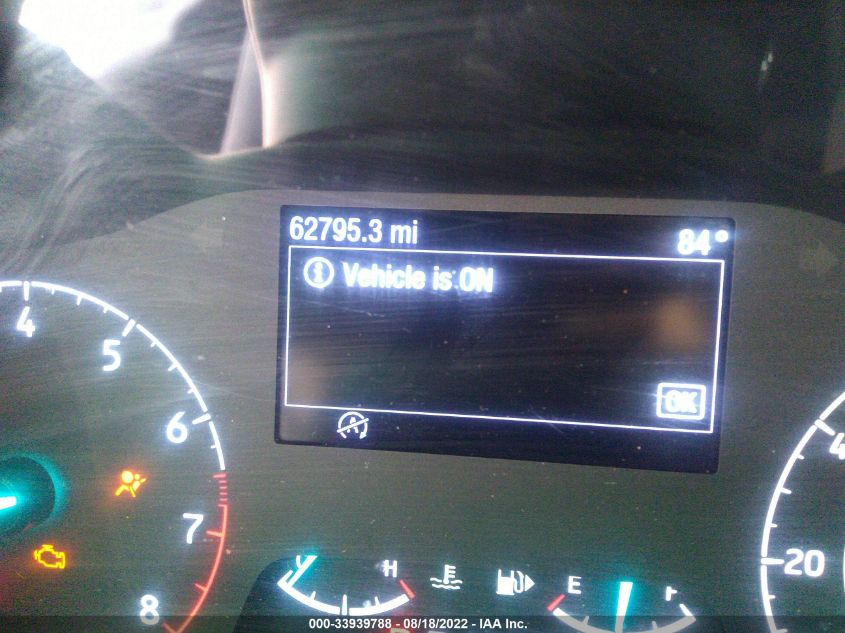 62795.3 mi 84°
i Vehicle is ON
OK
A
4
5
6
7
8
H
E
20
000-33939788 - 08/18/2022 - IAA Inc.